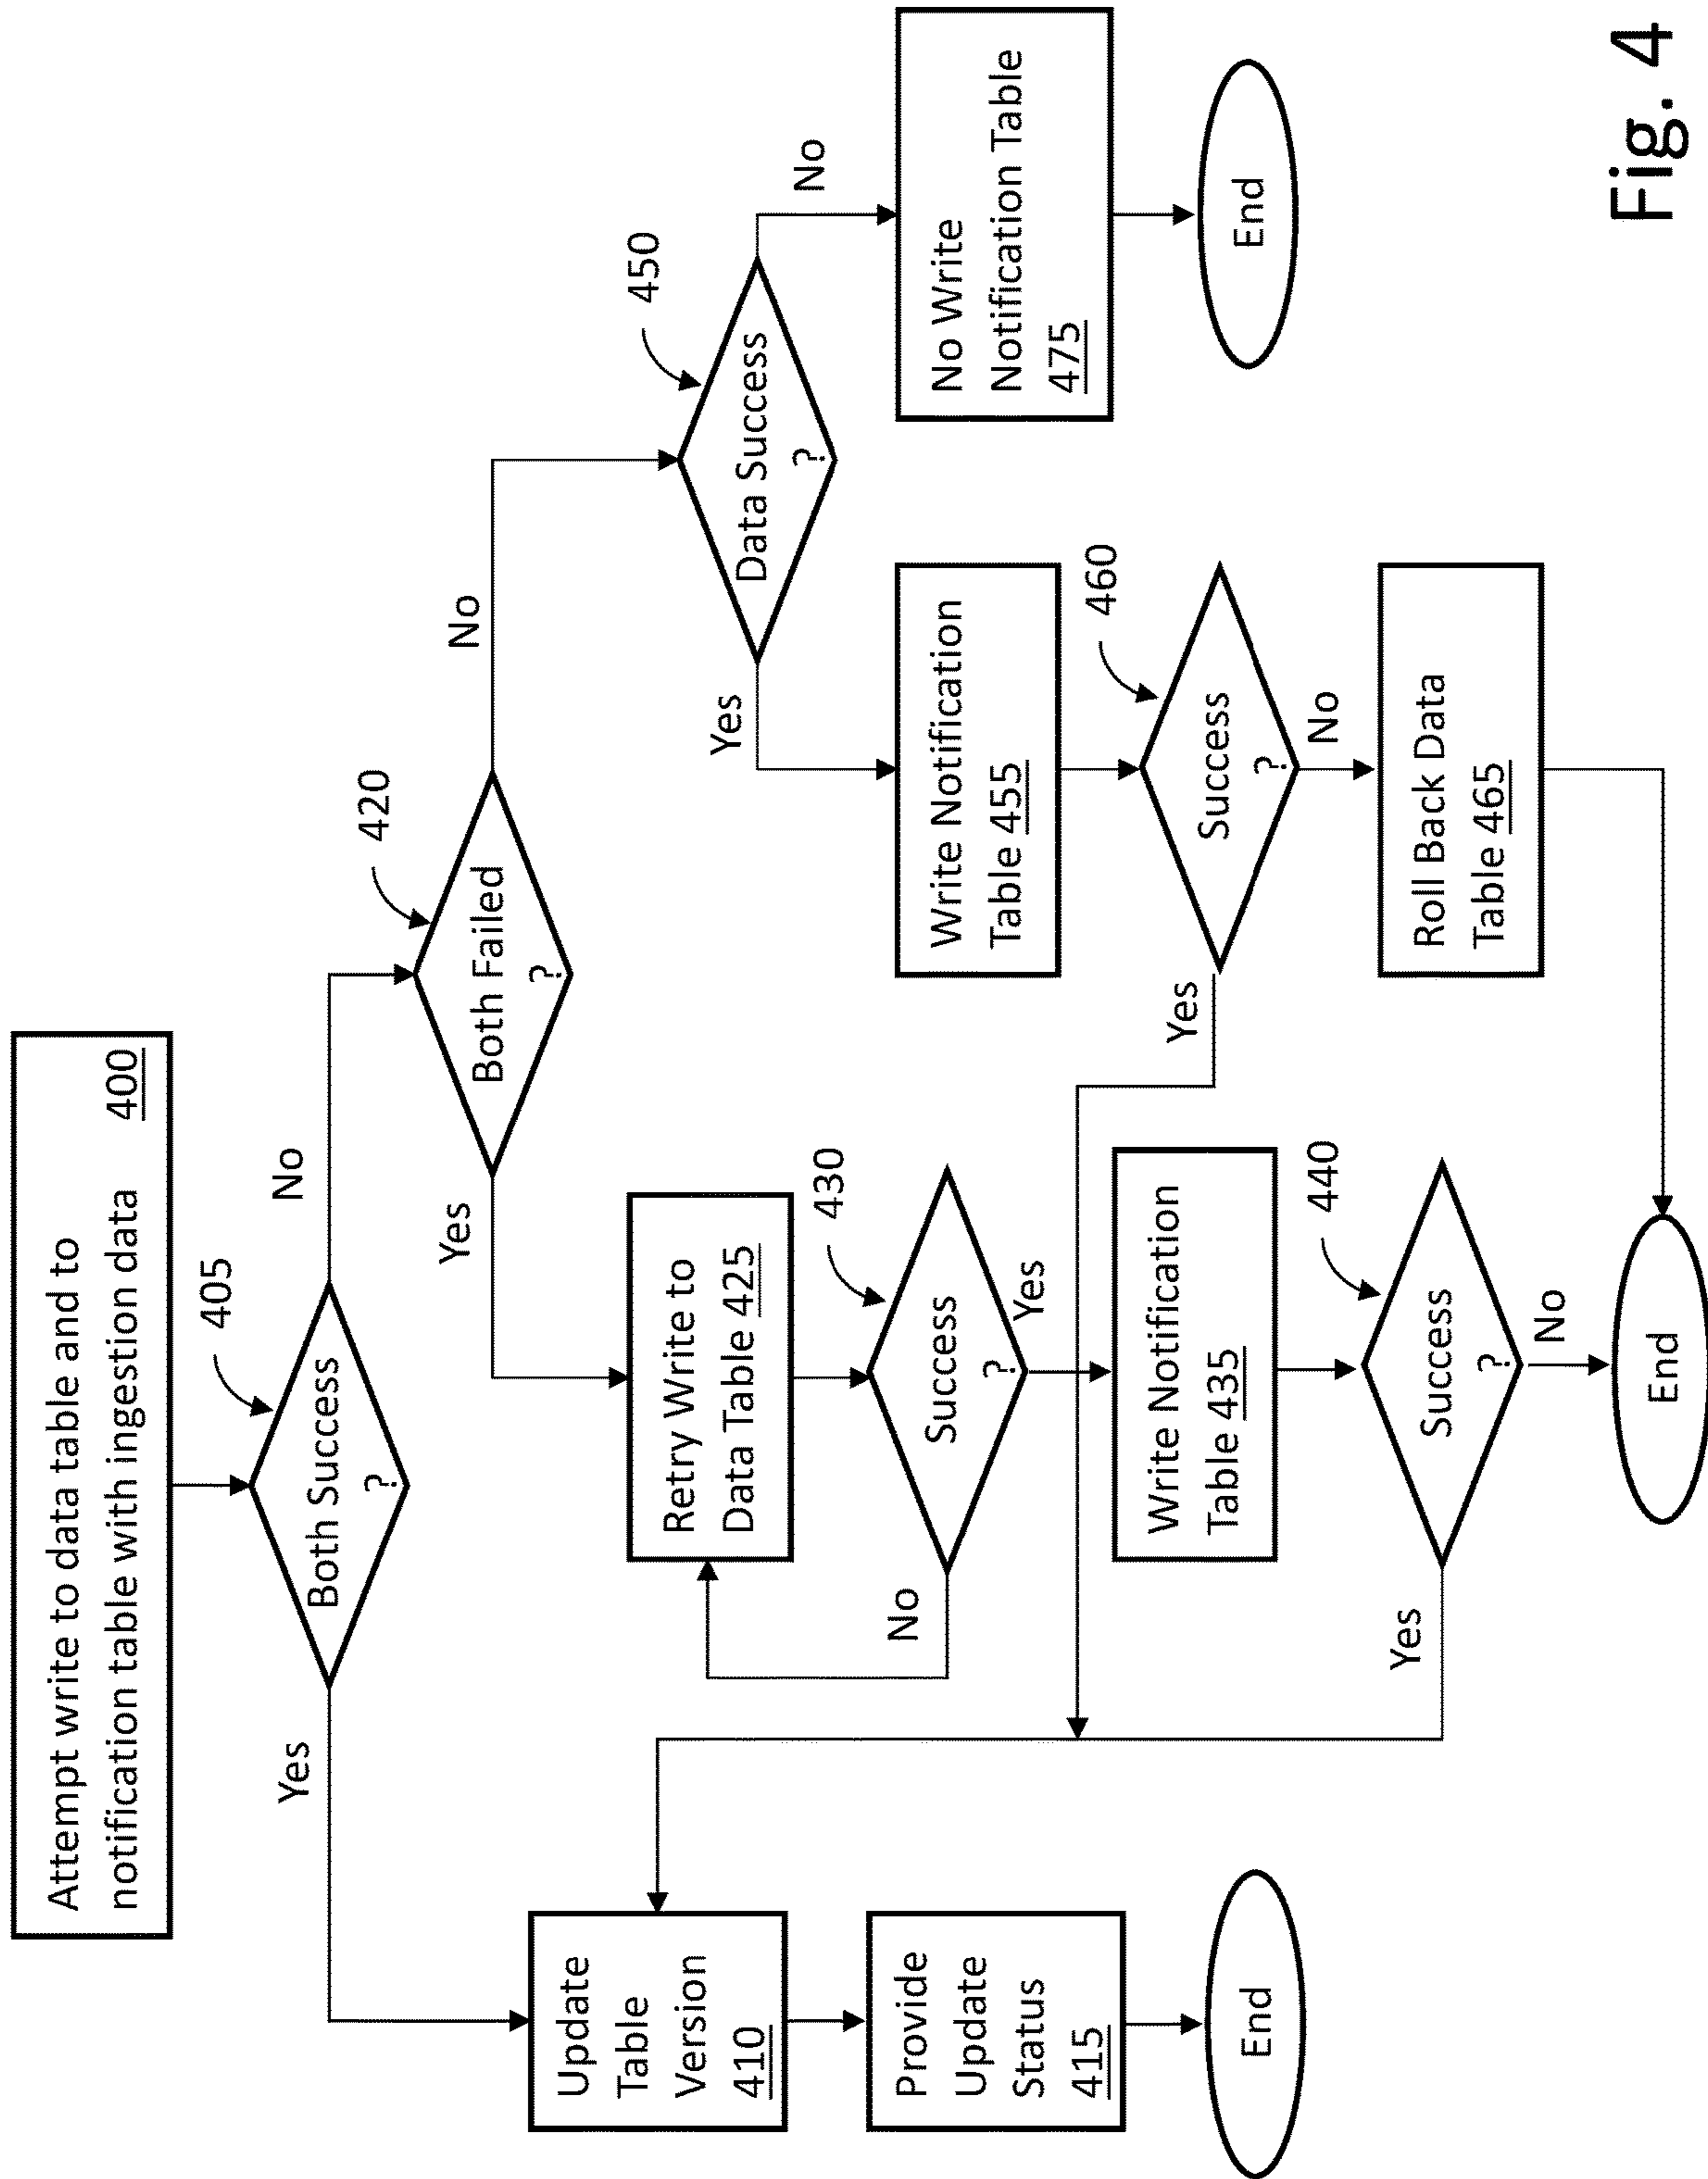 Attempt write to data table and to
notification table with ingestion data 400
405
Both Success
?
Yes
No
420
Both Failed
?
Yes
No
Update
Table
Version
410
Provide
Update
Status
415
End
Retry Write to
Data Table 425
430
Success
?
No
Yes
Write Notification
Table 435
440
Success
?
Yes
No
End
450
Data Success
?
Yes
No
Write Notification
Table 455
460
Success
?
Yes
No
Roll Back Data
Table 465
No Write
Notification Table
475
End
Fig. 4